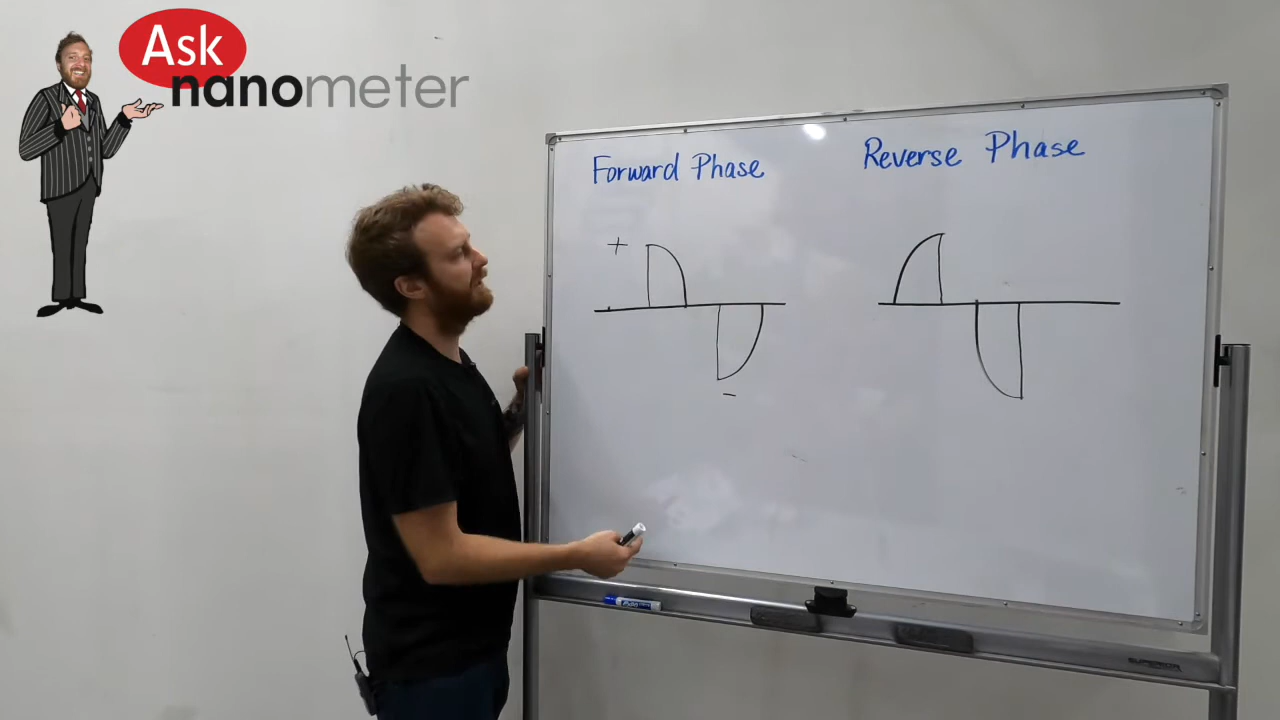 Ask
nanometer
Forward Phase
Reverse Phase
+
-